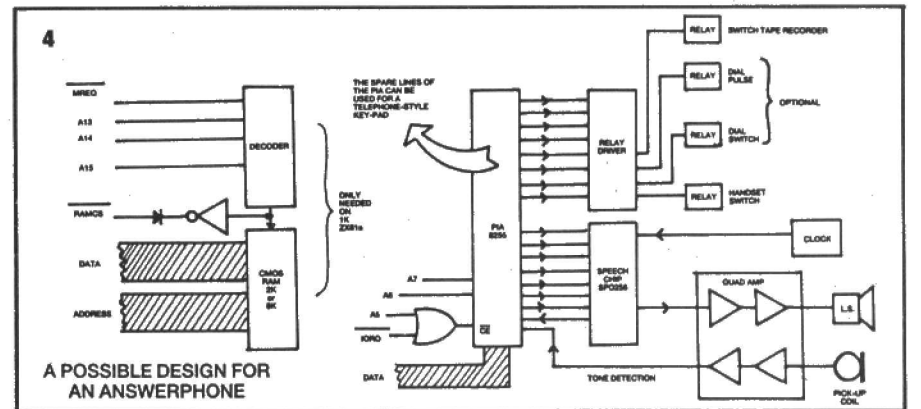 4
MREQ
A13
A14
A15
DECODER
RAMCS
DATA
ADDRESS
CMOS
RAM
2K
or
8K
ONLY
NEEDED
ON
1K
ZX81s
A POSSIBLE DESIGN FOR
AN ANSWERPHONE
THE SPARE LINES OF
THE PIA CAN BE
USED FOR A
TELEPHONE-STYLE
KEY-PAD
PIA
8255
A7
A6
A5
IORQ
CE
DATA
RELAY
DRIVER
RELAY
SWITCH TAPE RECORDER
RELAY
DIAL
PULSE
RELAY
DIAL
SWITCH
OPTIONAL
RELAY
HANDSET
SWITCH
SPEECH
CHIP
SPO256
CLOCK
QUAD AMP
L.S.
TONE DETECTION
PICK-UP
COIL